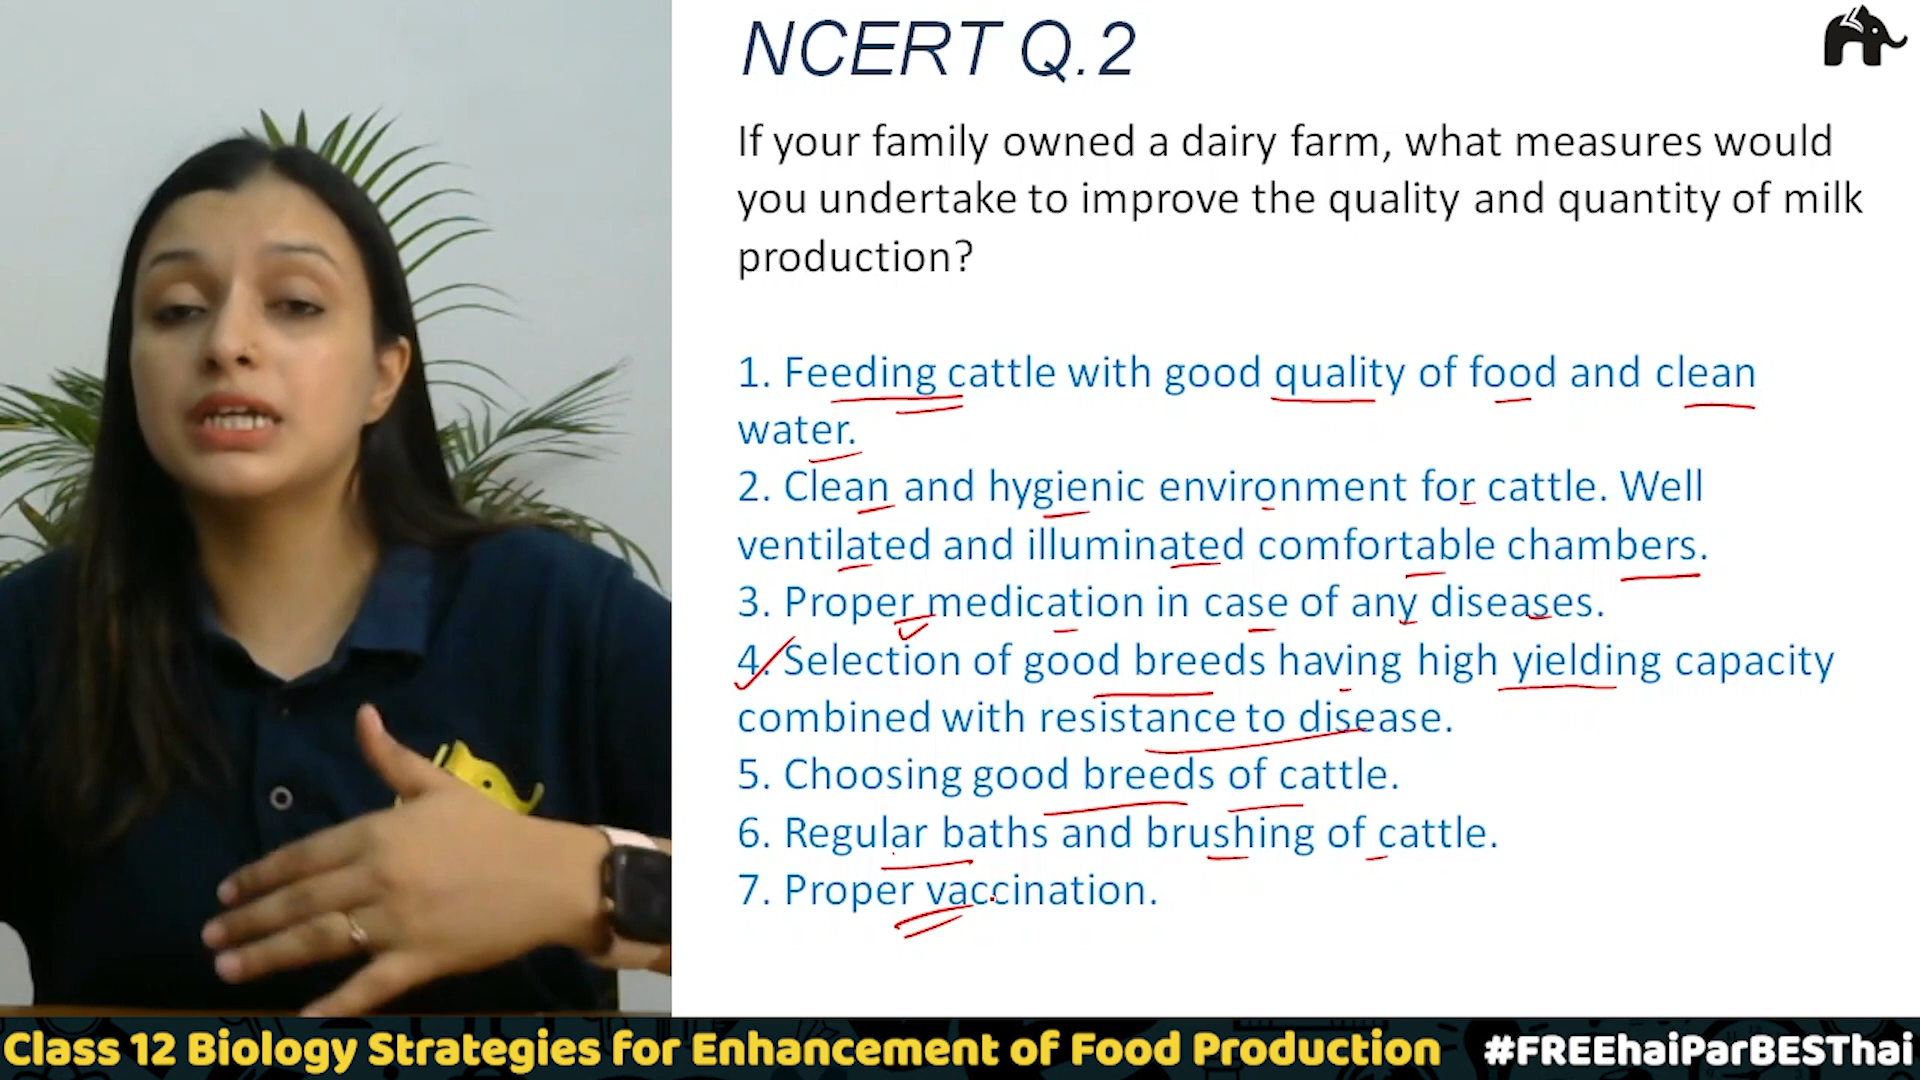 NCERT Q.2
If your family owned a dairy farm, what measures would
you undertake to improve the quality and quantity of milk
production?
1. Feeding cattle with good quality of food and clean
water.
2. Clean and hygienic environment for cattle. Well
ventilated and illuminated comfortable chambers.
3. Proper medication in case of any diseases.
4. Selection of good breeds having high yielding capacity
combined with resistance to disease.
5. Choosing good breeds of cattle.
6. Regular baths and brushing of cattle.
7. Proper vaccination.
Class 12 Biology Strategies for Enhancement of Food Production #FREEhaiParBESThai